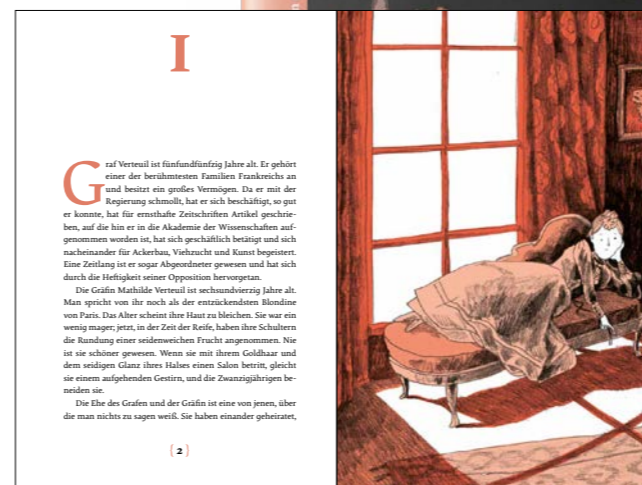 I
Graf Verteuil ist fünfundfünfzig Jahre alt. Er gehört
einer der berühmtesten Familien Frankreichs an
und besitzt ein großes Vermögen. Da er mit der
Regierung schmollt, hat er sich beschäftigt, so gut
er konnte, hat für ernsthafte Zeitschriften Artikel geschrie-
ben, auf die hin er in die Akademie der Wissenschaften auf-
genommen worden ist, hat sich geschäftlich betätigt und sich
nacheinander für Ackerbau, Viehzucht und Kunst begeistert.
Eine Zeitlang ist er sogar Abgeordneter gewesen und hat sich
durch die Heftigkeit seiner Opposition hervorgetan.
Die Gräfin Mathilde Verteuil ist sechsundvierzig Jahre alt.
Man spricht von ihr noch als der entzückendsten Blondine
von Paris. Das Alter scheint ihre Haut zu bleichen. Sie war ein
wenig mager; jetzt, in der Zeit der Reife, haben ihre Schultern
die Rundung einer seidenweichen Frucht angenommen. Nie
ist sie schöner gewesen. Wenn sie mit ihrem Goldhaar und
dem seidigen Glanz ihres Halses einen Salon betritt, gleicht
sie einem aufgehenden Gestirn, und die Zwanzigjährigen be-
neiden sie.
Die Ehe des Grafen und der Gräfin ist eine von jenen, über
die man nichts zu sagen weiß. Sie haben einander geheiratet,
[2]